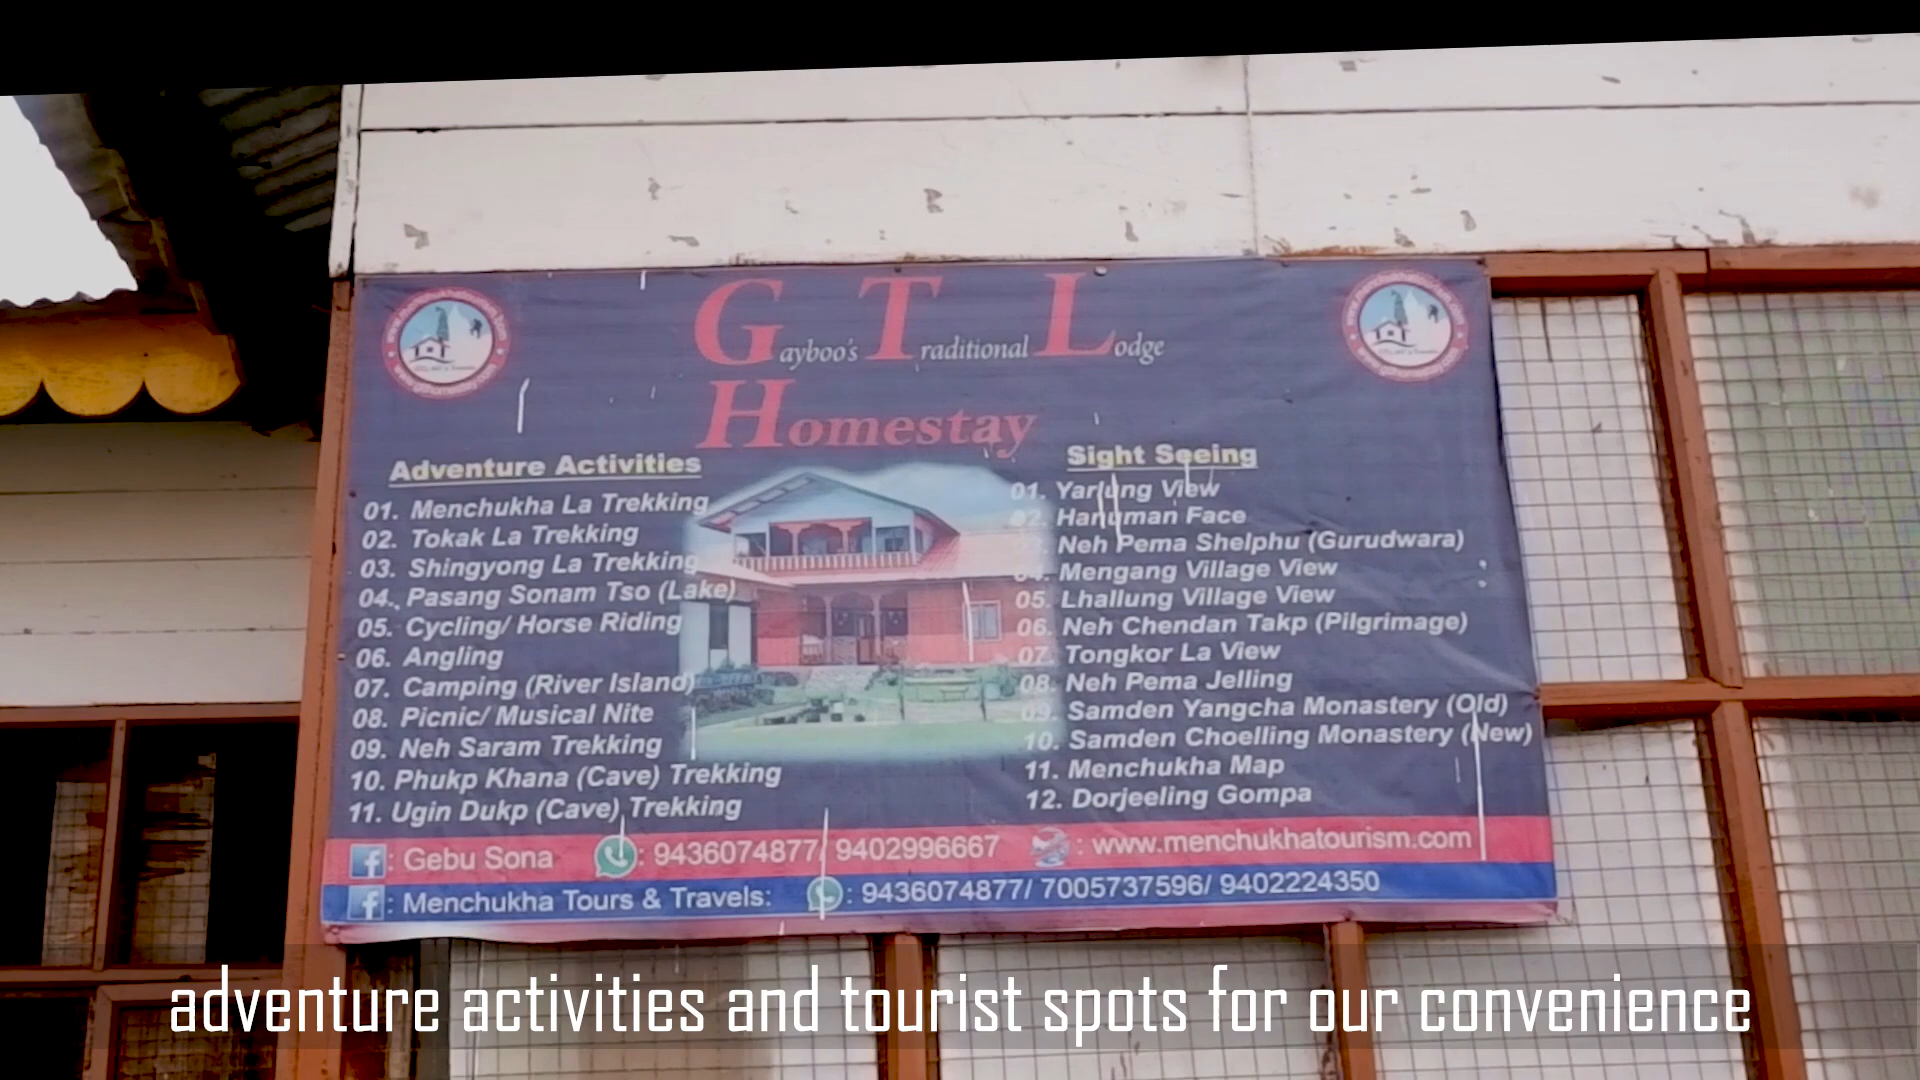 Gayboo's Traditional Lodge
Homestay
Adventure Activities
01. Menchukha La Trekking
02. Tokak La Trekking
03. Shingyong La Trekking
04. Pasang Sonam Tso (Lake)
05. Cycling/ Horse Riding
06. Angling
07. Camping (River Island)
08. Picnic/ Musical Nite
09. Neh Saram Trekking
10. Phukp Khana (Cave) Trekking
11. Ugin Dukp (Cave) Trekking
Sight Seeing
01. Yarlung View
02. Hanuman Face
Neh Pema Shelphu (Gurudwara)
04. Mengang Village View
05. Lhallung Village View
06. Neh Chendan Takp (Pilgrimage)
07. Tongkor La View
08. Neh Pema Jelling
09. Samden Yangcha Monastery (Old)
10. Samden Choelling Monastery (New)
11. Menchukha Map
12. Dorjeeling Gompa
f : Gebu Sona : 9436074877/ 9402996667 : www.menchukhatourism.com
f : Menchukha Tours & Travels: : 9436074877/ 7005737596/ 9402224350
adventure activities and tourist spots for our convenience